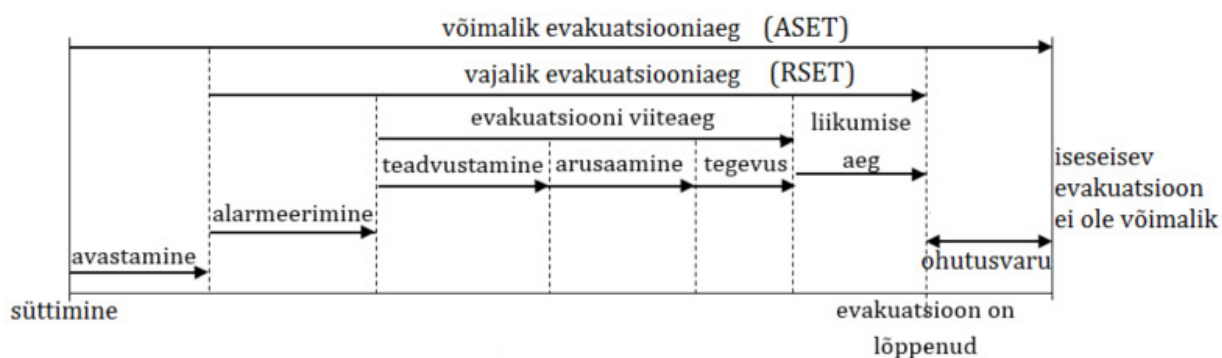 võimalik evakuatsiooniaeg (ASET)
vajalik evakuatsiooniaeg (RSET)
evakuatsiooni viiteaeg
liikumise
aeg
teadvustamine
arusaamine
tegevus
alarmeerimine
avastamine
iseseisev
evakuatsioon
ei ole võimalik
ohutusvaru
süttimine
evakuatsioon on
lõppenud